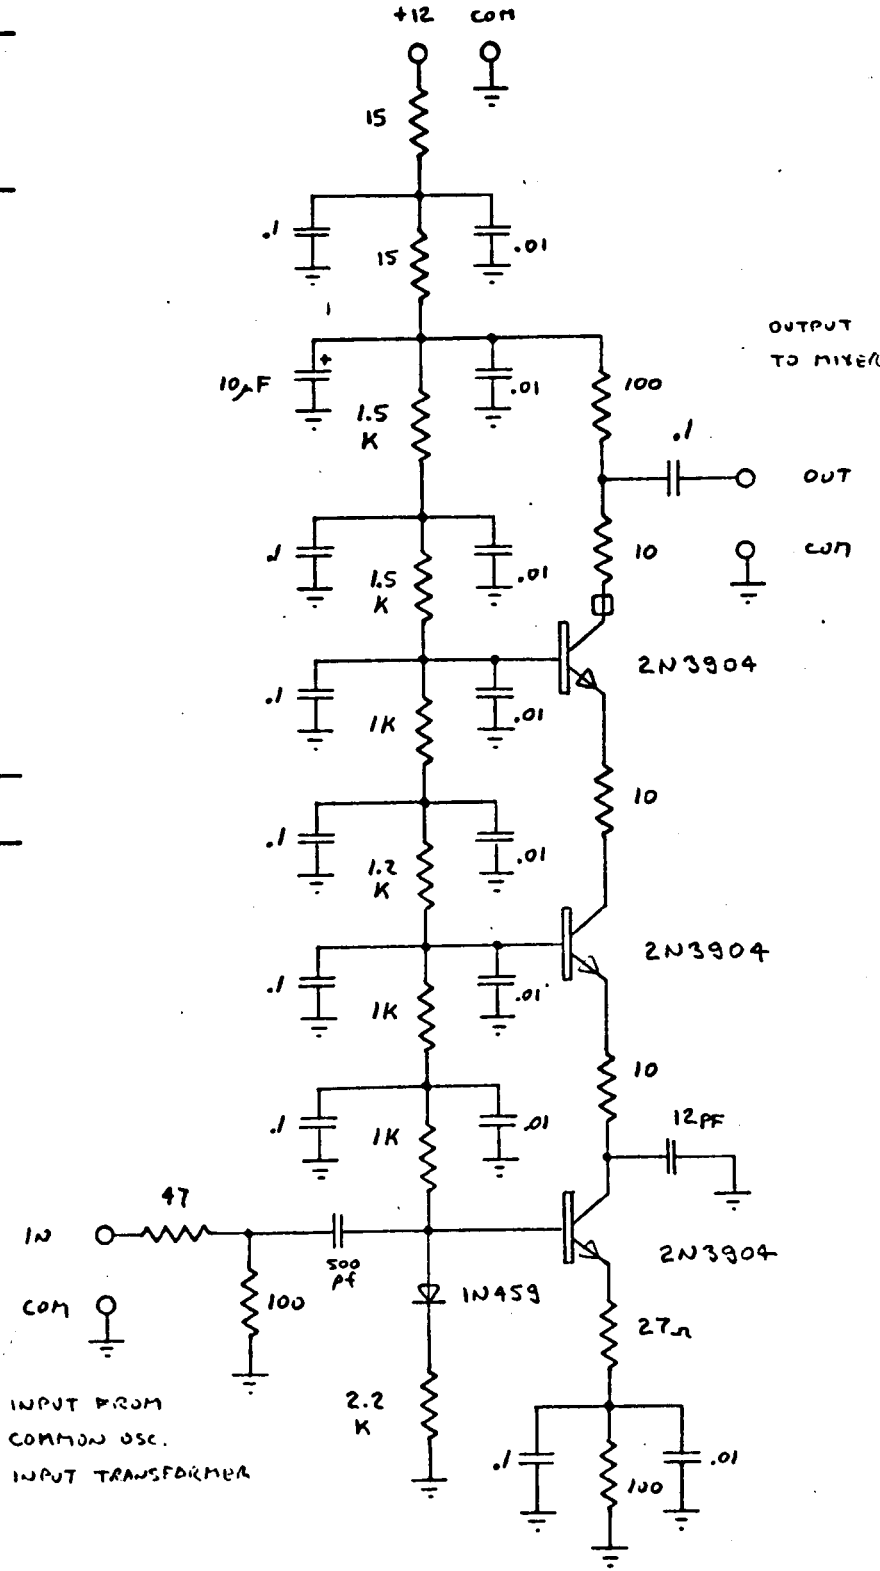 +12 COM
15
.1
.01
15
10µF
+
.01
100
OUTPUT
TO MIXER
1.5
K
.1
OUT
.1
.01
10
COM
1.5
K
2N3904
.1
.01
1K
10
.1
.01
1.2
K
2N3904
.1
.01
1K
10
.1
.01
12PF
1K
47
IN
500
pf
2N3904
COM
100
1N459
27Ω
INPUT FROM
COMMON OSC.
INPUT TRANSFORMER
2.2
K
.1
.01
100